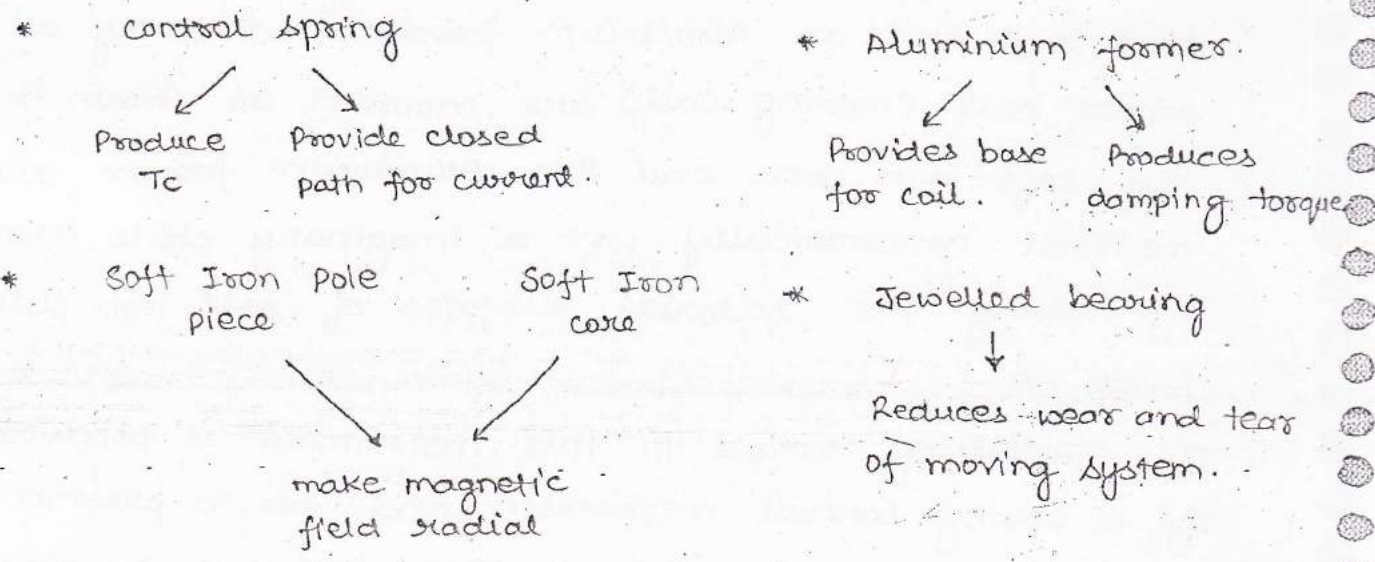 * control spring
Produce Provide closed
Tc path for current.
* Aluminium former.
Provides base Produces
for coil. damping torque
* Soft Iron Pole Soft Iron
piece core
make magnetic
field radial
* Jewelled bearing
Reduces wear and tear
of moving system.